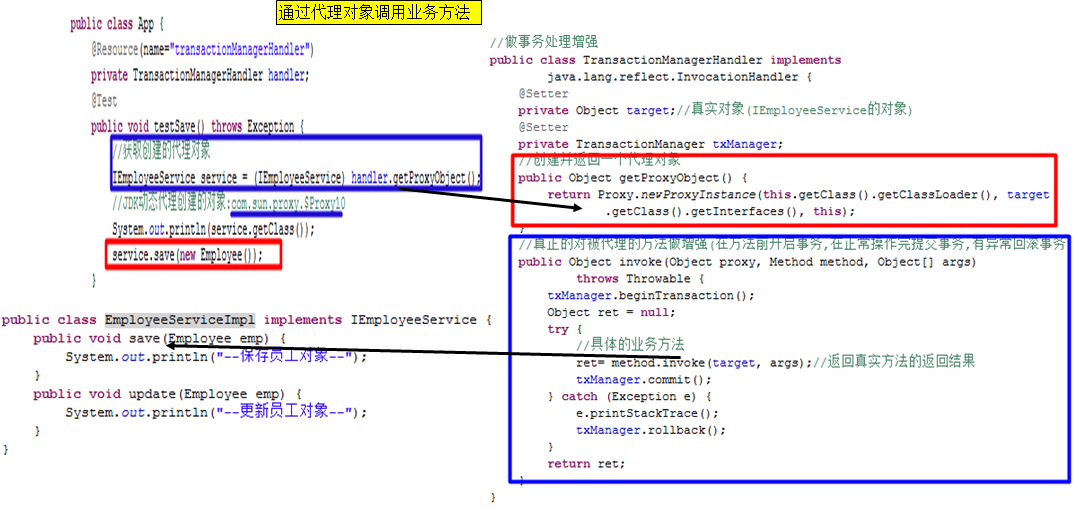 通过代理对象调用业务方法
public class App {
@Resource(name="transactionManagerHandler")
private TransactionManagerHandler handler;
@Test
public void testSave() throws Exception {
//获取创建的代理对象
IEmployeeService service = (IEmployeeService) handler.getProxyObject();
//JDK动态代理创建的对象:com.sun.proxy.$Proxy10
System.out.println(service.getClass());
service.save(new Employee());
}
public class EmployeeServiceImpl implements IEmployeeService {
public void save(Employee emp) {
System.out.println("--保存员工对象--");
}
public void update(Employee emp) {
System.out.println("--更新员工对象--");
}
}
//做事务处理增强
public class TransactionManagerHandler implements
java.lang.reflect.InvocationHandler {
@Setter
private Object target;//真实对象(IEmployeeService的对象)
@Setter
private TransactionManager txManager;
//创建并返回一个代理对象
public Object getProxyObject() {
return Proxy.newProxyInstance(this.getClass().getClassLoader(), target
.getClass().getInterfaces(), this);
}
//真正的对被代理的方法做增强(在方法前开启事务,在正常操作完提交事务,有异常回滚事务
public Object invoke(Object proxy, Method method, Object[] args)
throws Throwable {
txManager.beginTransaction();
Object ret = null;
try {
//具体的业务方法
ret= method.invoke(target, args);//返回真实方法的返回结果
txManager.commit();
} catch (Exception e) {
e.printStackTrace();
txManager.rollback();
}
return ret;
}
}